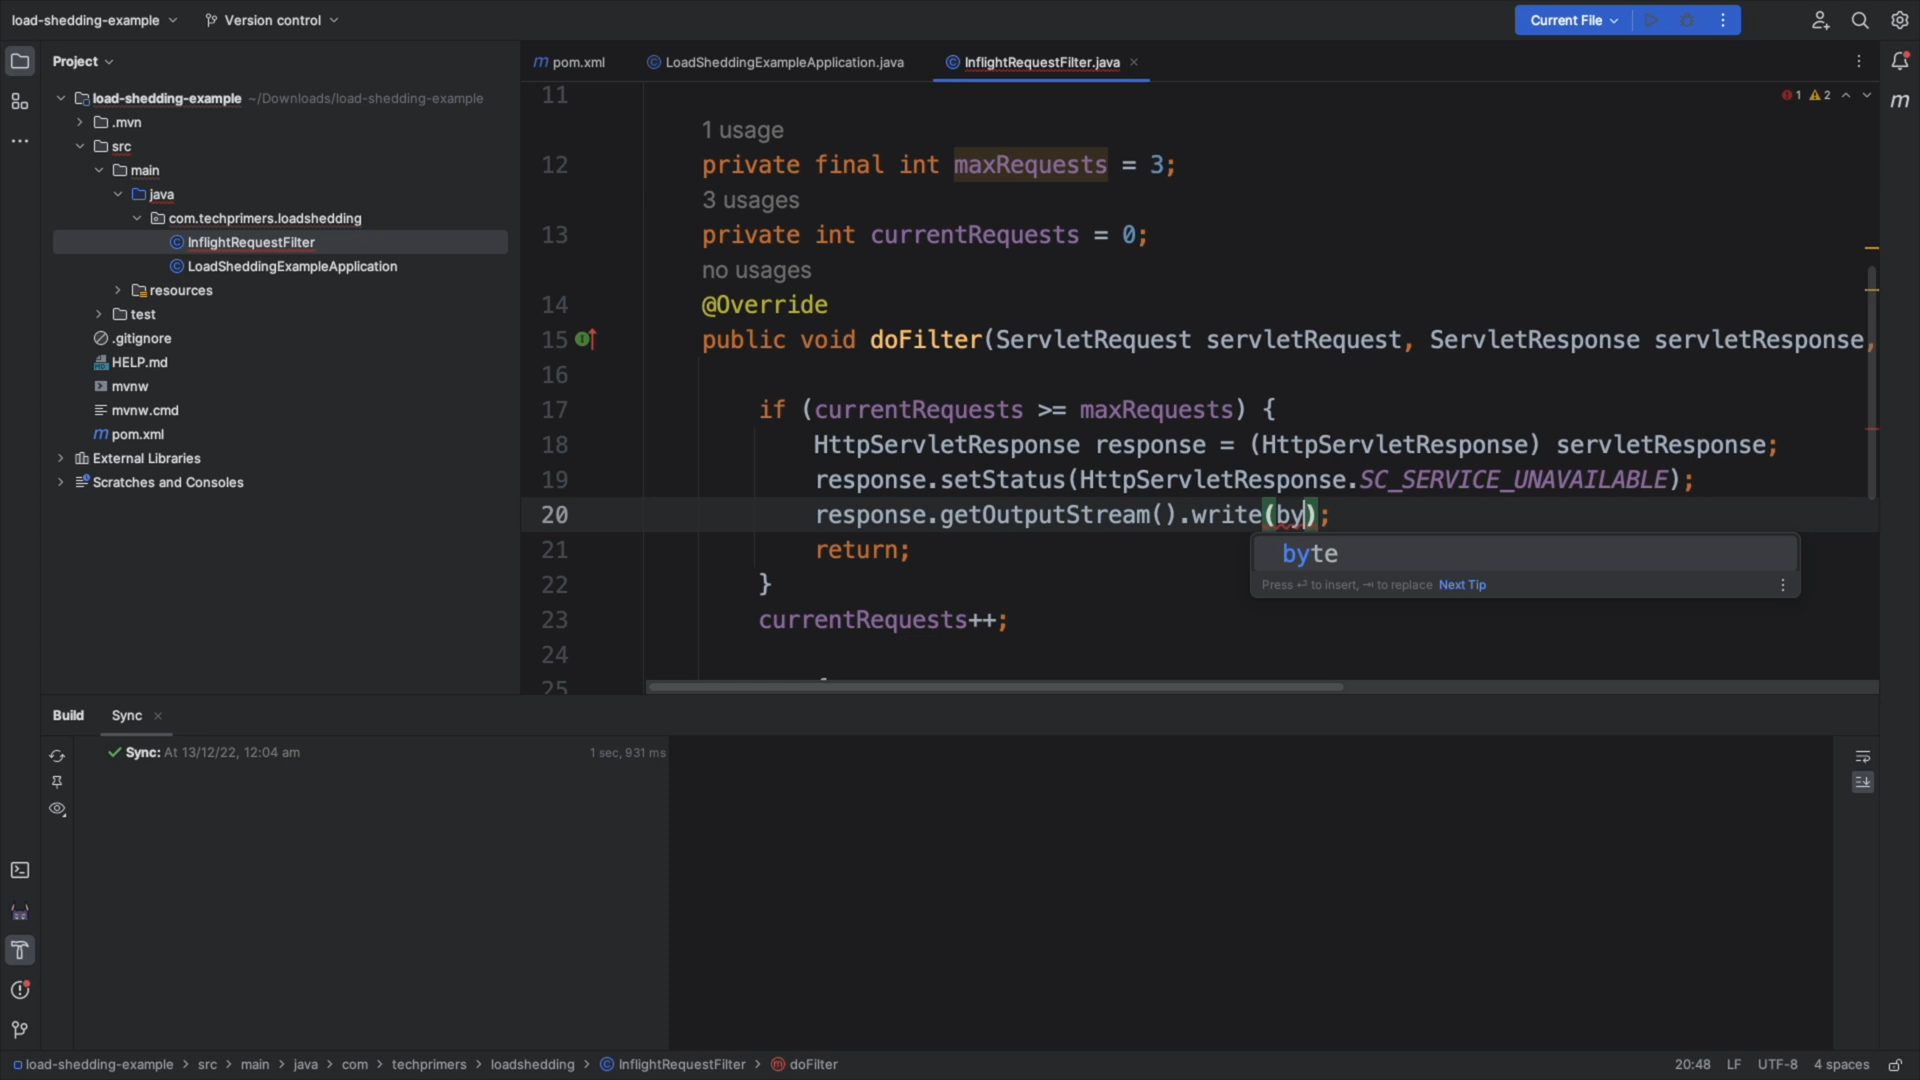 load-shedding-example
Version control
Current File
Project
pom.xml
LoadSheddingExampleApplication.java
InflightRequestFilter.java
load-shedding-example ~/Downloads/load-shedding-example
.mvn
src
main
java
com.techprimers.loadshedding
InflightRequestFilter
LoadSheddingExampleApplication
resources
test
.gitignore
HELP.md
mvnw
mvnw.cmd
pom.xml
External Libraries
Scratches and Consoles
1 2
11
1 usage
12 private final int maxRequests = 3;
3 usages
13 private int currentRequests = 0;
no usages
14 @Override
15 public void doFilter(ServletRequest servletRequest, ServletResponse servletResponse,
16
17 if (currentRequests >= maxRequests) {
18 HttpServletResponse response = (HttpServletResponse) servletResponse;
19 response.setStatus(HttpServletResponse.SC_SERVICE_UNAVAILABLE);
20 response.getOutputStream().write(by);
21 return;
22 }
23 currentRequests++;
24
25
byte
Press ⏎ to insert, ⇥ to replace Next Tip
Build
Sync
Sync: At 13/12/22, 12:04 am 1 sec, 931 ms
load-shedding-example > src > main > java > com > techprimers > loadshedding > InflightRequestFilter > doFilter
20:48 LF UTF-8 4 spaces